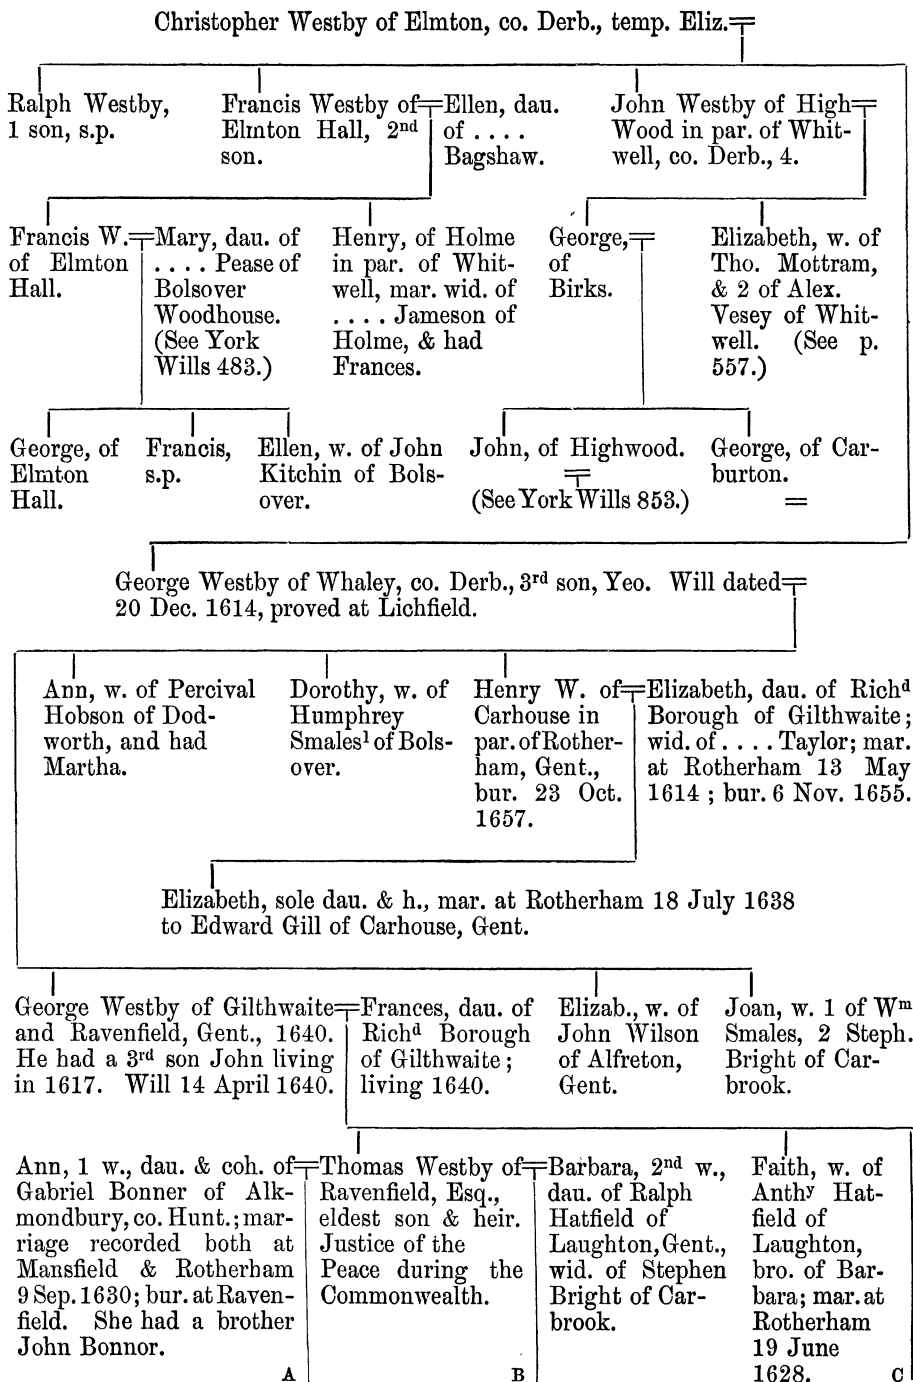 Christopher Westby of Elmton, co. Derb., temp. Eliz.
Ralph Westby,
1 son, s.p.
Francis Westby of
Elmton Hall, 2nd
son.
Ellen, dau.
of . . . .
Bagshaw.
John Westby of High
Wood in par. of Whit-
well, co. Derb., 4.
Francis W.
of Elmton
Hall.
Mary, dau. of
. . . . Pease of
Bolsover
Woodhouse.
(See York
Wills 483.)
Henry, of Holme
in par. of Whit-
well, mar. wid. of
. . . . Jameson of
Holme, & had
Frances.
George,
of
Birks.
Elizabeth, w. of
Tho. Mottram,
& 2 of Alex.
Vesey of Whit-
well. (See p.
557.)
George, of
Elmton
Hall.
Francis,
s.p.
Ellen, w. of John
Kitchin of Bols-
over.
John, of Highwood.
(See York Wills 853.)
George, of Car-
burton.
=
George Westby of Whaley, co. Derb., 3rd son, Yeo. Will dated
20 Dec. 1614, proved at Lichfield.
Ann, w. of Percival
Hobson of Dod-
worth, and had
Martha.
Dorothy, w. of
Humphrey
Smales1 of Bols-
over.
Henry W. of
Carhouse in
par. of Rother-
ham, Gent.,
bur. 23 Oct.
1657.
Elizabeth, dau. of Richd
Borough of Gilthwaite;
wid. of . . . . Taylor; mar.
at Rotherham 13 May
1614; bur. 6 Nov. 1655.
Elizabeth, sole dau. & h., mar. at Rotherham 18 July 1638
to Edward Gill of Carhouse, Gent.
George Westby of Gilthwaite
and Ravenfield, Gent., 1640.
He had a 3rd son John living
in 1617. Will 14 April 1640.
Frances, dau. of
Richd Borough
of Gilthwaite;
living 1640.
Elizab., w. of
John Wilson
of Alfreton,
Gent.
Joan, w. 1 of Wm
Smales, 2 Steph.
Bright of Car-
brook.
Ann, 1 w., dau. & coh. of
Gabriel Bonner of Alk-
mondbury, co. Hunt.; mar-
riage recorded both at
Mansfield & Rotherham
9 Sep. 1630; bur. at Raven-
field. She had a brother
John Bonnor.
A
Thomas Westby of
Ravenfield, Esq.,
eldest son & heir.
Justice of the
Peace during the
Commonwealth.
B
Barbara, 2nd w.,
dau. of Ralph
Hatfield of
Laughton, Gent.,
wid. of Stephen
Bright of Car-
brook.
Faith, w. of
Anthy Hat-
field of
Laughton,
bro. of Bar-
bara; mar. at
Rotherham
19 June
1628.
C